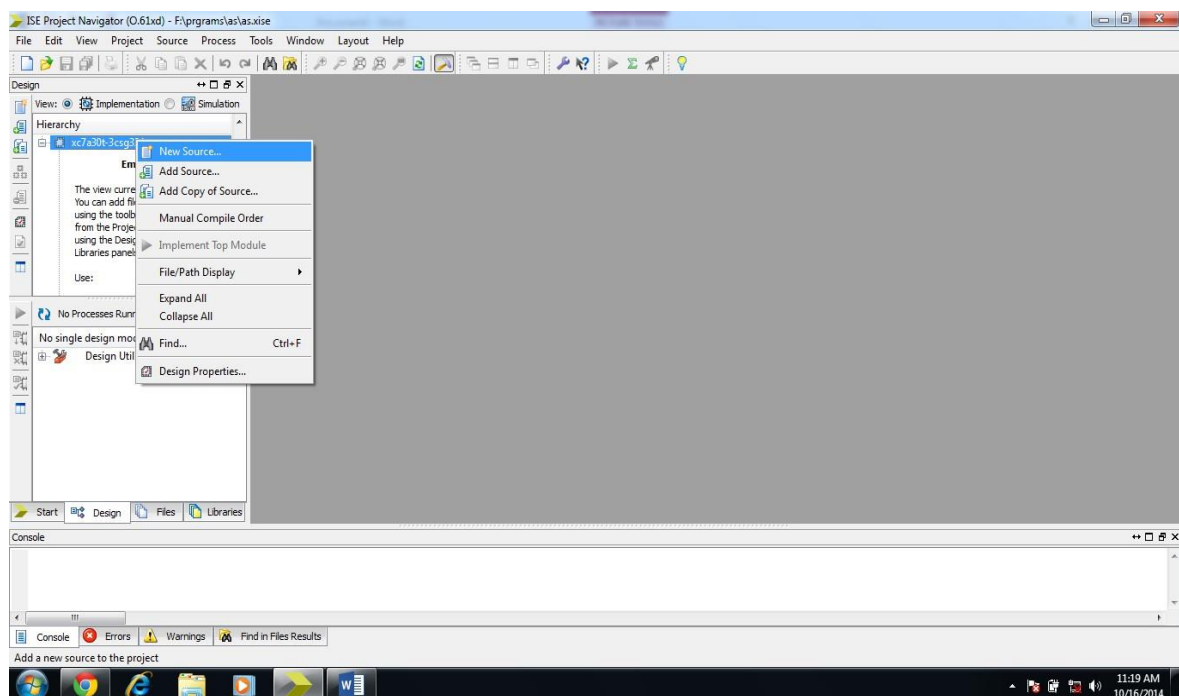 ISE Project Navigator (O.61xd) - F:\prgrams\as\as.xise
File Edit View Project Source Process Tools Window Layout Help
Design
View: Implementation Simulation
Hierarchy
xc7a30t-3csg3
New Source...
Em
Add Source...
The view curre
You can add fil
Add Copy of Source...
using the toolb
from the Proje
Manual Compile Order
using the Desig
Libraries panel
Implement Top Module
Use:
File/Path Display
Expand All
No Processes Runr
Collapse All
No single design mod
Find... Ctrl+F
Design Util
Design Properties...
Start Design Files Libraries
Console
Console Errors Warnings Find in Files Results
Add a new source to the project
11:19 AM
10/16/2014